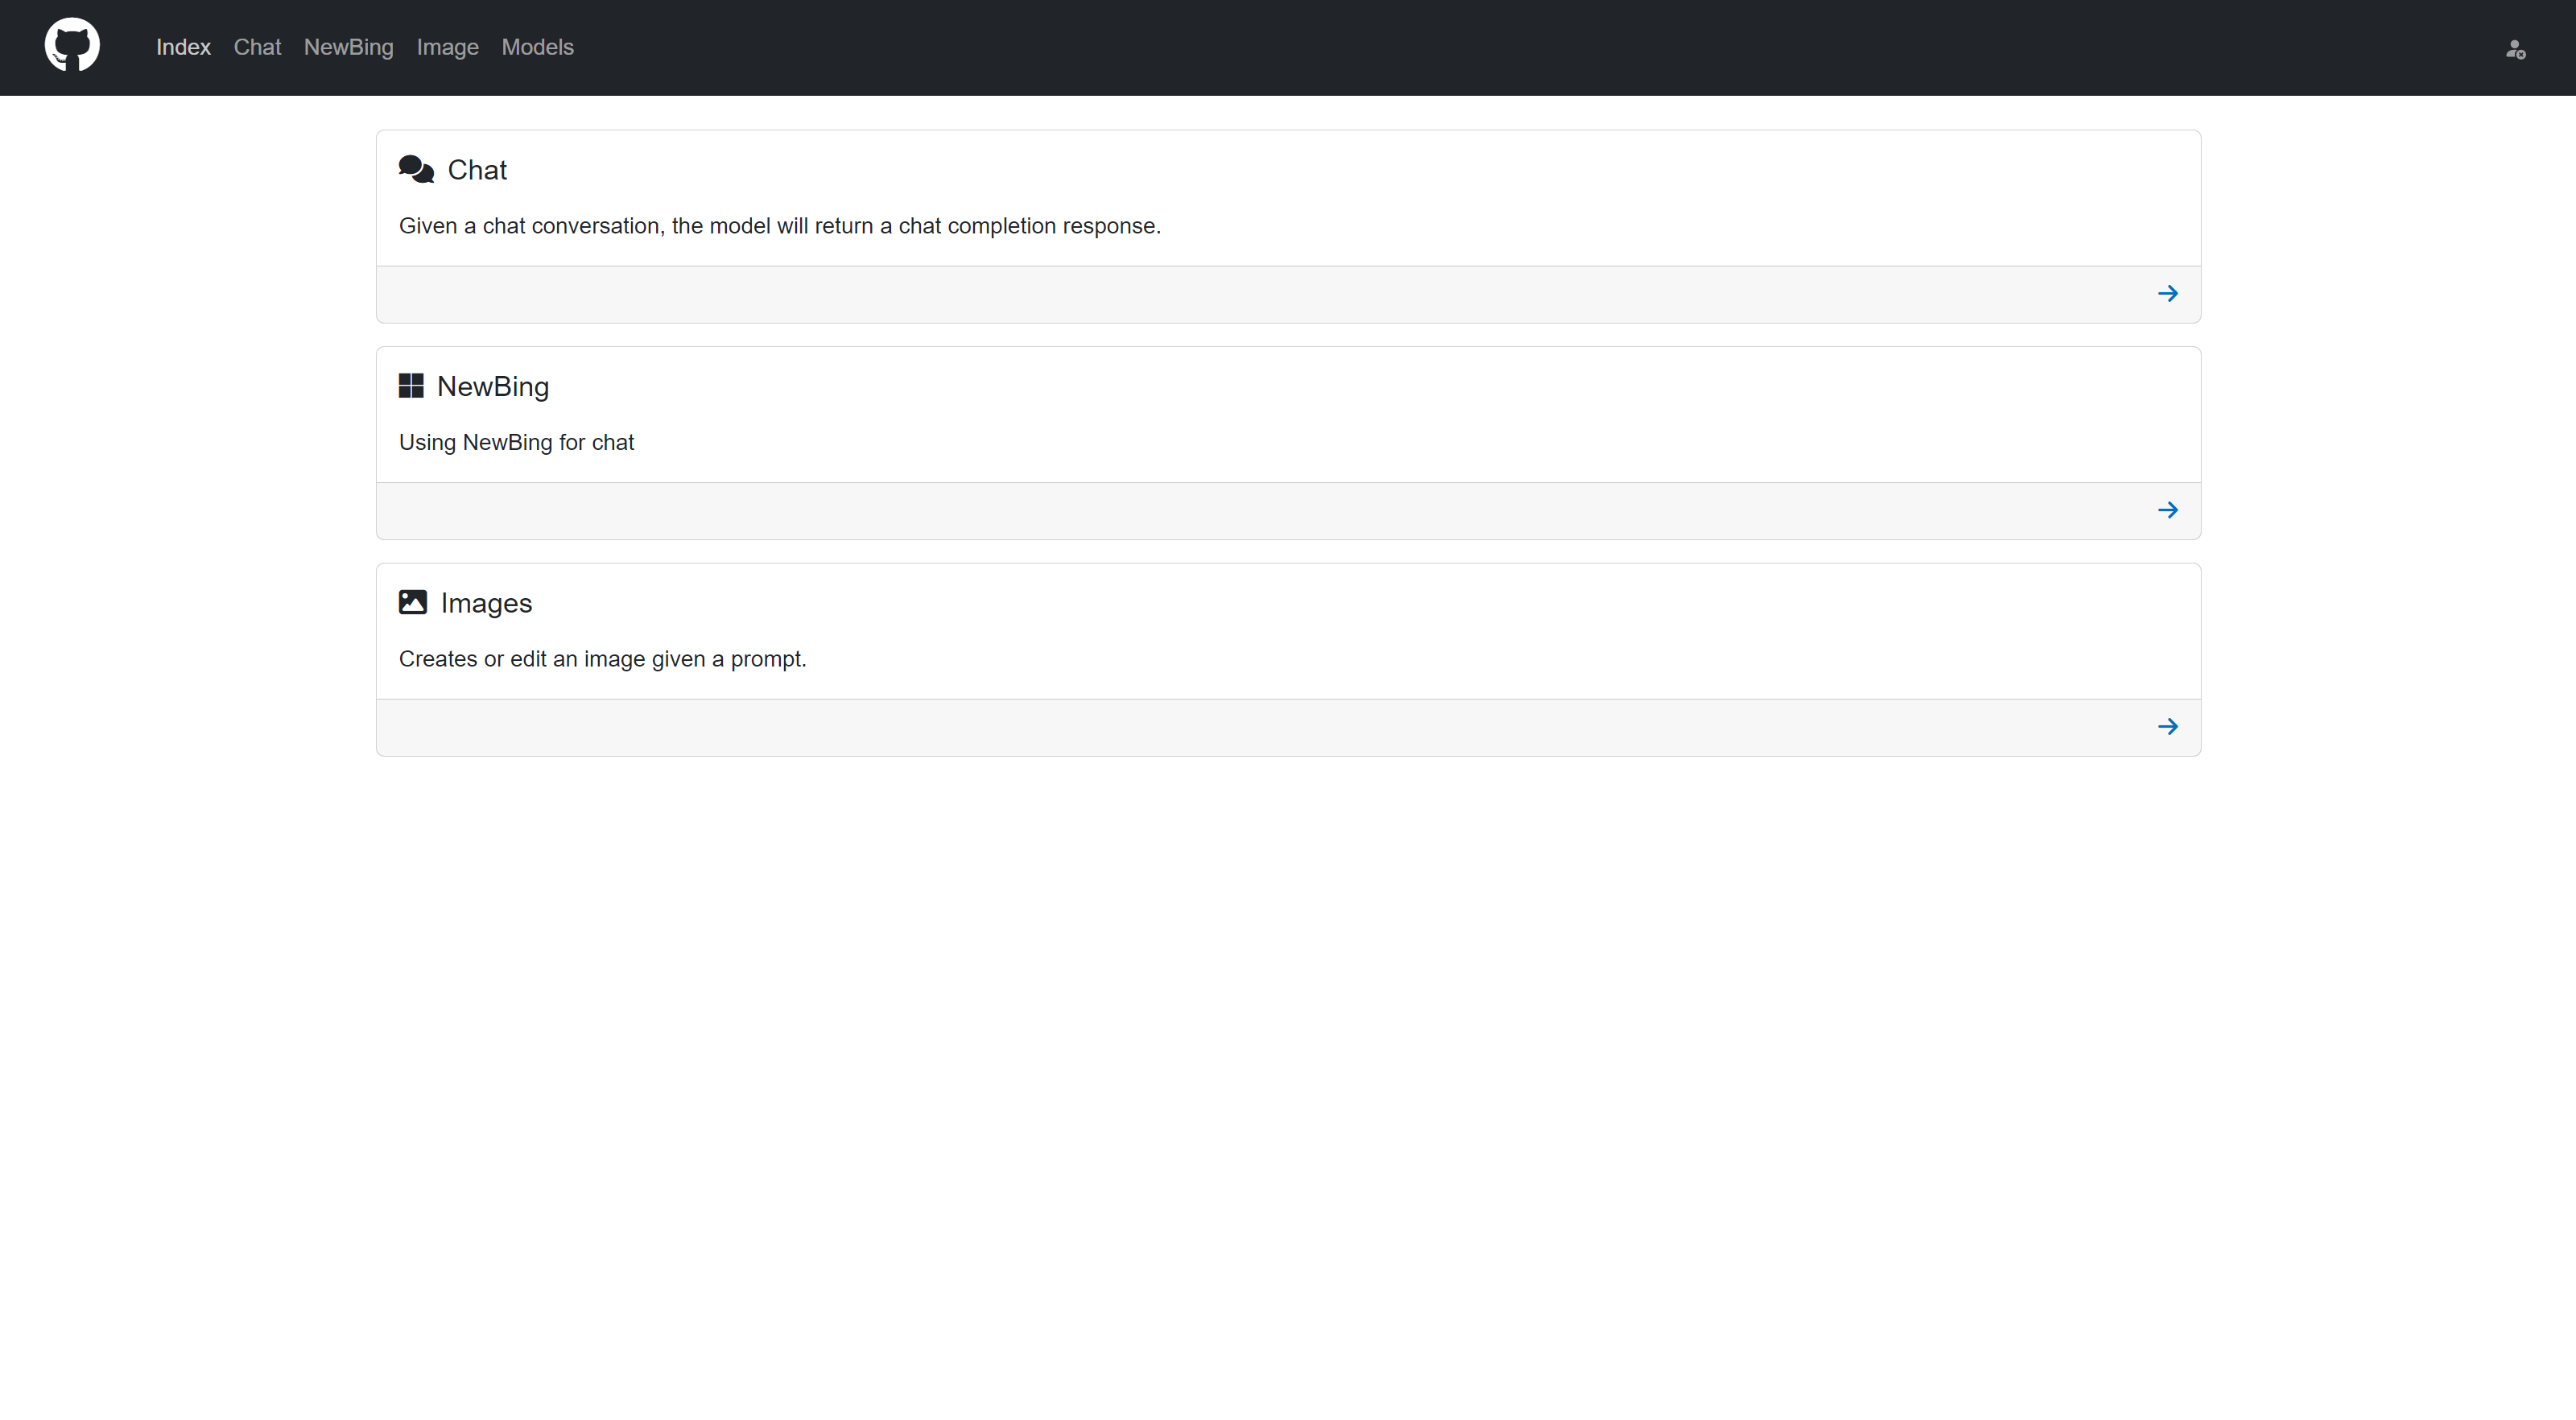 Index Chat NewBing Image Models
Chat
Given a chat conversation, the model will return a chat completion response.
NewBing
Using NewBing for chat
Images
Creates or edit an image given a prompt.